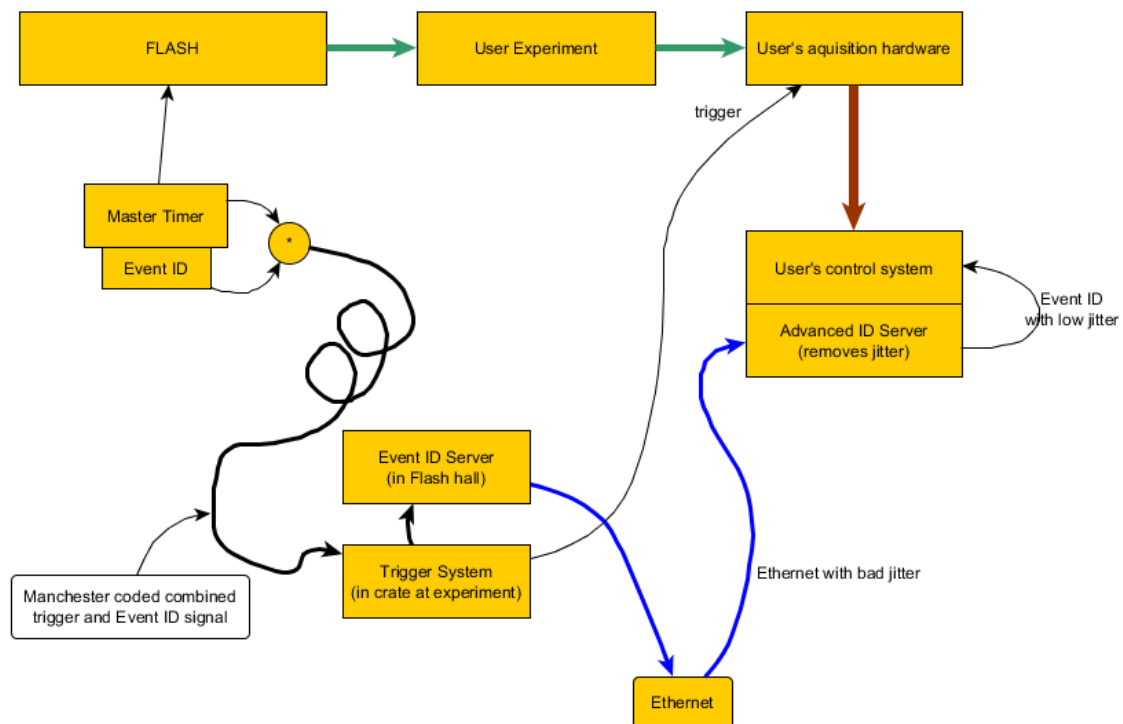 FLASH
User Experiment
User's aquisition hardware
trigger
Master Timer
Event ID
*
User's control system
Event ID
with low jitter
Advanced ID Server
(removes jitter)
Event ID Server
(in Flash hall)
Trigger System
(in crate at experiment)
Ethernet with bad jitter
Manchester coded combined
trigger and Event ID signal
Ethernet